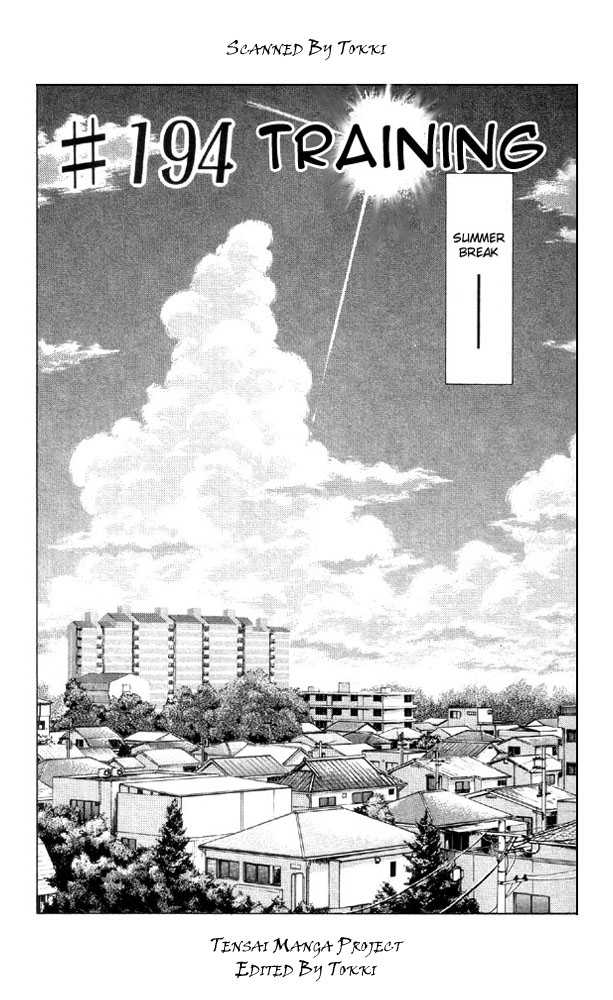 Scanned By Tokki
#194 TRAINING
SUMMER
BREAK
Tensai Manga Project
Edited By Tokki